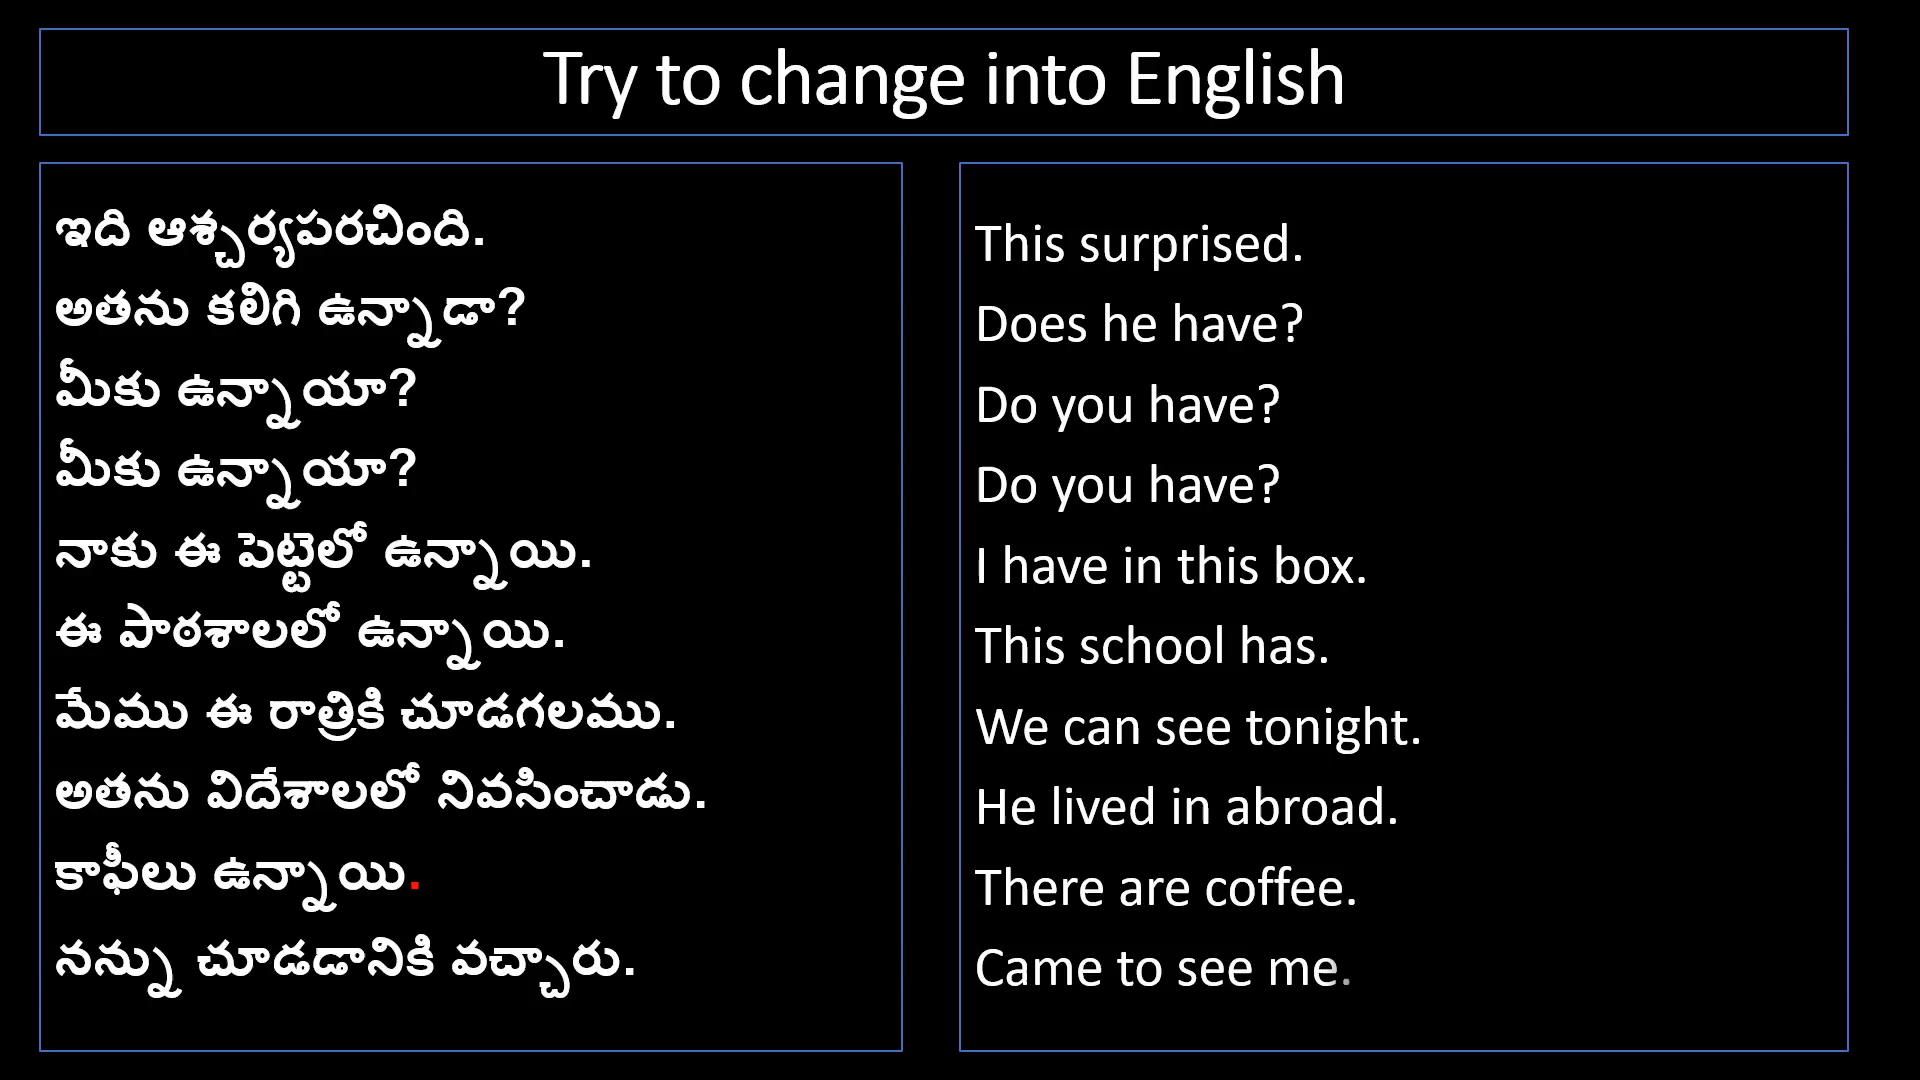 Try to change into English
ఇది ఆశ్చర్యపరచింది.
అతను కలిగి ఉన్నాడా?
మీకు ఉన్నాయా?
మీకు ఉన్నాయా?
నాకు ఈ పెట్టెలో ఉన్నాయి.
ఈ పాఠశాలలో ఉన్నాయి.
మేము ఈ రాత్రికి చూడగలము.
అతను విదేశాలలో నివసించాడు.
కాఫీలు ఉన్నాయి.
నన్ను చూడడానికి వచ్చారు.
This surprised.
Does he have?
Do you have?
Do you have?
I have in this box.
This school has.
We can see tonight.
He lived in abroad.
There are coffee.
Came to see me.